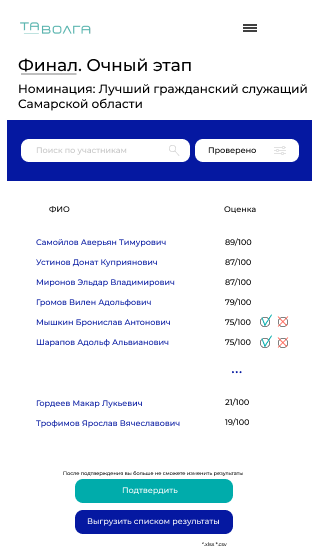 ТАВОЛГА
Финал. Очный этап
Номинация: Лучший гражданский служащий
Самарской области
Поиск по участникам
Проверено
ФИО Оценка
Самойлов Аверьян Тимурович 89/100
Устинов Донат Куприянович 87/100
Миронов Эльдар Владимирович 87/100
Громов Вилен Адольфович 79/100
Мышкин Бронислав Антонович 75/100
Шарапов Адольф Альвианович 75/100
...
Гордеев Макар Лукьевич 21/100
Трофимов Ярослав Вячеславович 19/100
После подтверждения вы больше не сможете изменить результаты
Подтвердить
Выгрузить списком результаты
*.xlsx *.csv